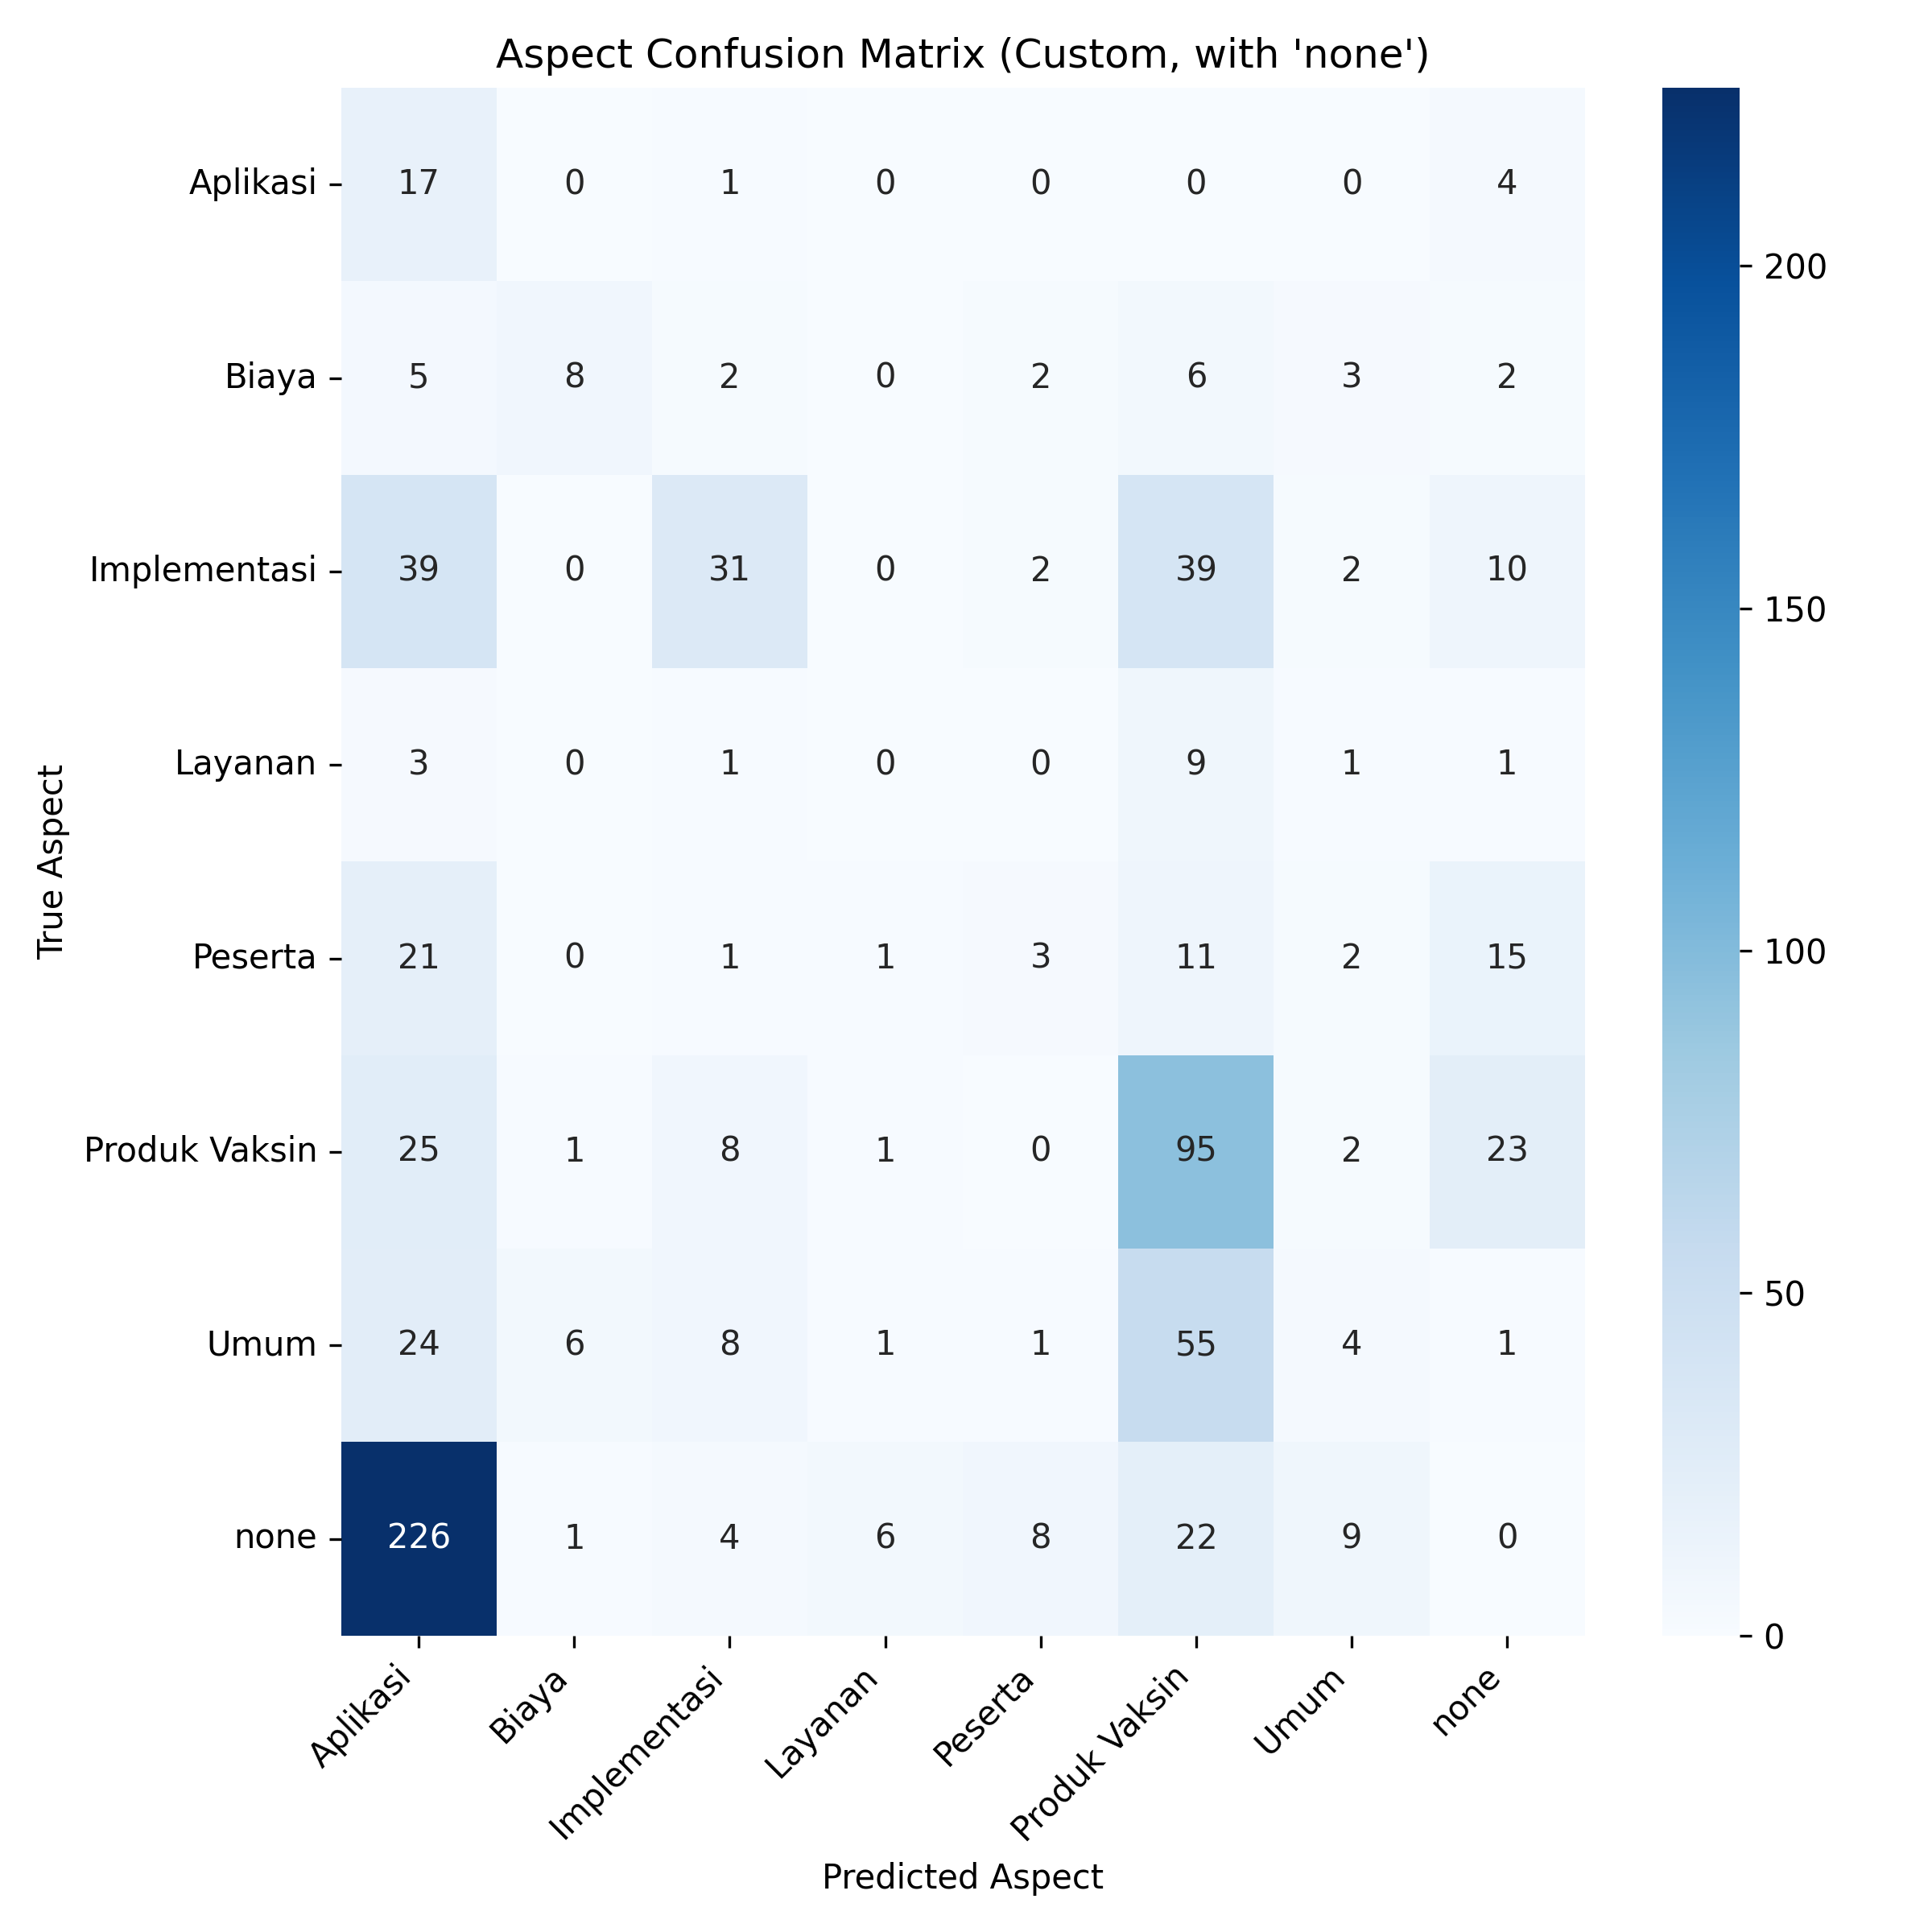 Aspect Confusion Matrix (Custom, with 'none')
True Aspect
Aplikasi 17 0 1 0 0 0 0 4
Biaya 5 8 2 0 2 6 3 2
Implementasi 39 0 31 0 2 39 2 10
Layanan 3 0 1 0 0 9 1 1
Peserta 21 0 1 1 3 11 2 15
Produk Vaksin 25 1 8 1 0 95 2 23
Umum 24 6 8 1 1 55 4 1
none 226 1 4 6 8 22 9 0
Aplikasi Biaya Implementasi Layanan Peserta Produk Vaksin Umum none
Predicted Aspect
200
150
100
50
0